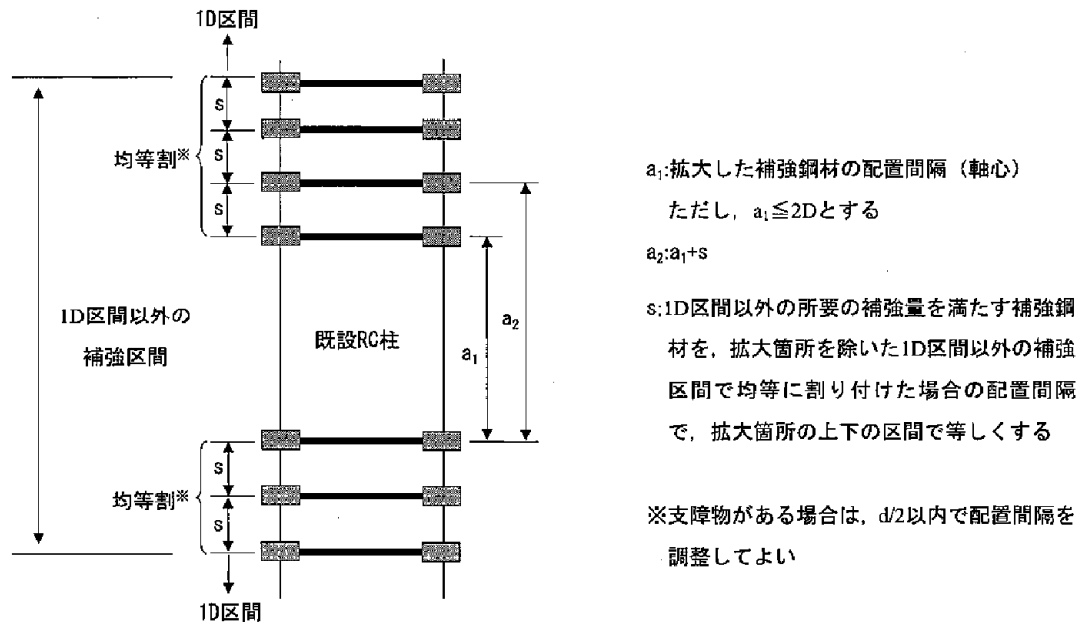 1D区間
s
s
s
均等割※
a₂
a₁
1D区間以外の
補強区間
既設RC柱
s
s
均等割※
1D区間
a₁:拡大した補強鋼材の配置間隔（軸心）
ただし，a₁≦2Dとする
a₂:a₁+s
s:1D区間以外の所要の補強量を満たす補強鋼
材を，拡大箇所を除いた1D区間以外の補強
区間で均等に割り付けた場合の配置間隔
で，拡大箇所の上下の区間で等しくする
※支障物がある場合は，d/2以内で配置間隔を
調整してよい